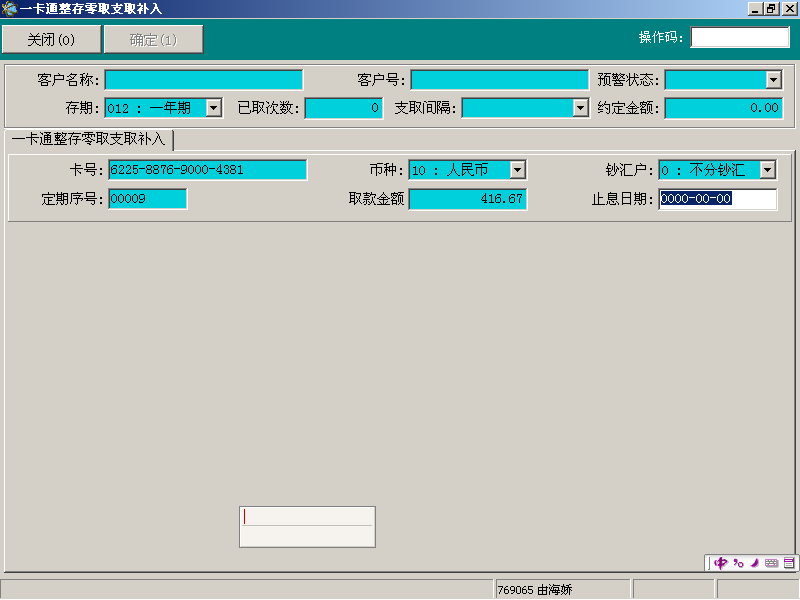 一卡通整存零取支取补入
关闭(0) 确定(1) 操作码:
客户名称: 客户号: 预警状态:
存期: 012 : 一年期 已取次数: 0 支取间隔: 约定金额: 0.00
一卡通整存零取支取补入
卡号: 6225-8876-9000-4381 币种: 10 : 人民币 钞汇户: 0 : 不分钞汇
定期序号: 00009 取款金额 416.67 止息日期: 0000-00-00
中
769065 由海娇